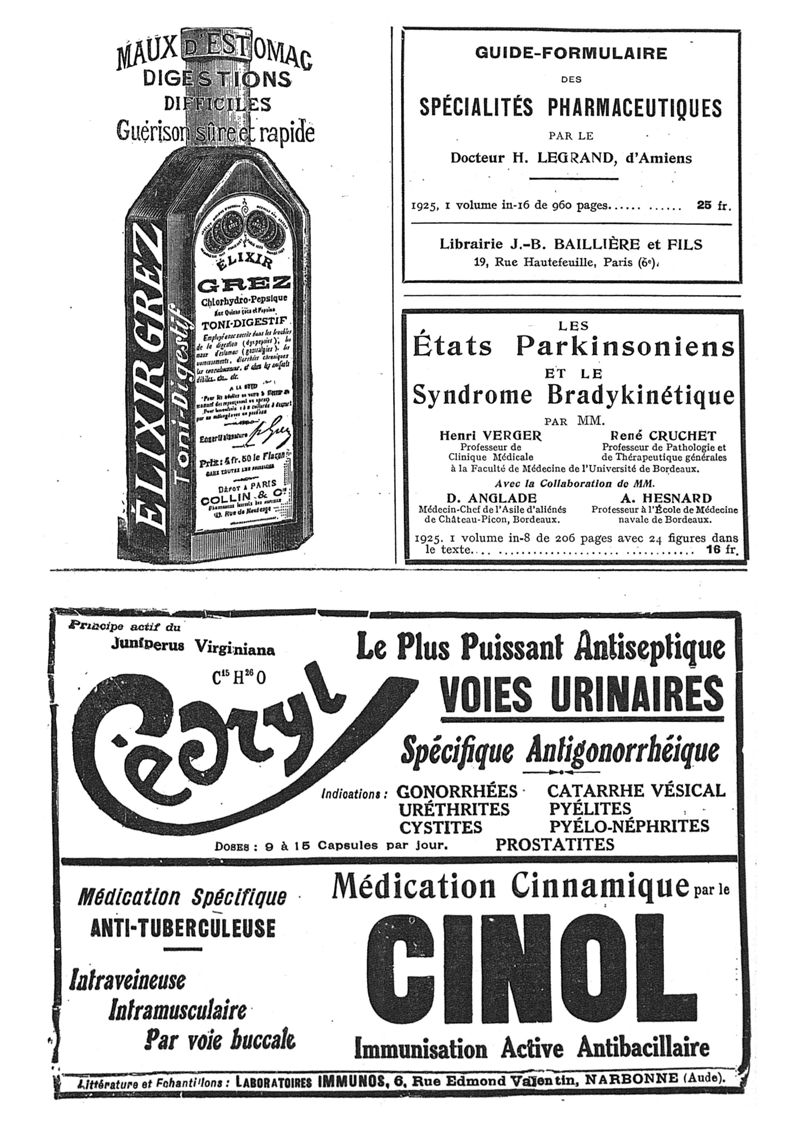 MAUX D'ESTOMAC
DIGESTIONS
DIFFICILES
Guérison sûre et rapide
ÉLIXIR GREZ
Toni-Digestif
ÉLIXIR
GREZ
Chlorhydro-Pepsique
TONI-DIGESTIF
Prix: 4 fr. 50 le Flacon
DÉPOT A PARIS
COLLIN & Cie
GUIDE-FORMULAIRE
DES
SPÉCIALITÉS PHARMACEUTIQUES
PAR LE
Docteur H. LEGRAND, d'Amiens
1925, 1 volume in-16 de 960 pages...... ...... 25 fr.
Librairie J.-B. BAILLIÈRE et FILS
19, Rue Hautefeuille, Paris (6e).
LES
États Parkinsoniens
ET LE
Syndrome Bradykinétique
PAR MM.
Henri VERGER
Professeur de
Clinique Médicale
René CRUCHET
Professeur de Pathologie et
de Thérapeutique générales
à la Faculté de Médecine de l'Université de Bordeaux.
Avec la Collaboration de MM.
D. ANGLADE
Médecin-Chef de l'Asile d'aliénés
de Château-Picon, Bordeaux.
A. HESNARD
Professeur à l'École de Médecine
navale de Bordeaux.
1925. 1 volume in-8 de 206 pages avec 24 figures dans
le texte... ........................ ............ 16 fr.
Principe actif du
Juniperus Virginiana
C15 H26 O
Cèdryl
Le Plus Puissant Antiseptique
VOIES URINAIRES
Spécifique Antigonorrhéique
Indications : GONORRHÉES
URÉTHRITES
CYSTITES
CATARRHE VÉSICAL
PYÉLITES
PYÉLO-NÉPHRITES
PROSTATITES
DOSES : 9 à 15 Capsules par jour.
Médication Spécifique
ANTI-TUBERCULEUSE
Intraveineuse
Intramusculaire
Par voie buccale
Médication Cinnamique par le
CINOL
Immunisation Active Antibacillaire
Littérature et Echantillons : LABORATOIRES IMMUNOS, 6, Rue Edmond Valentin, NARBONNE (Aude).